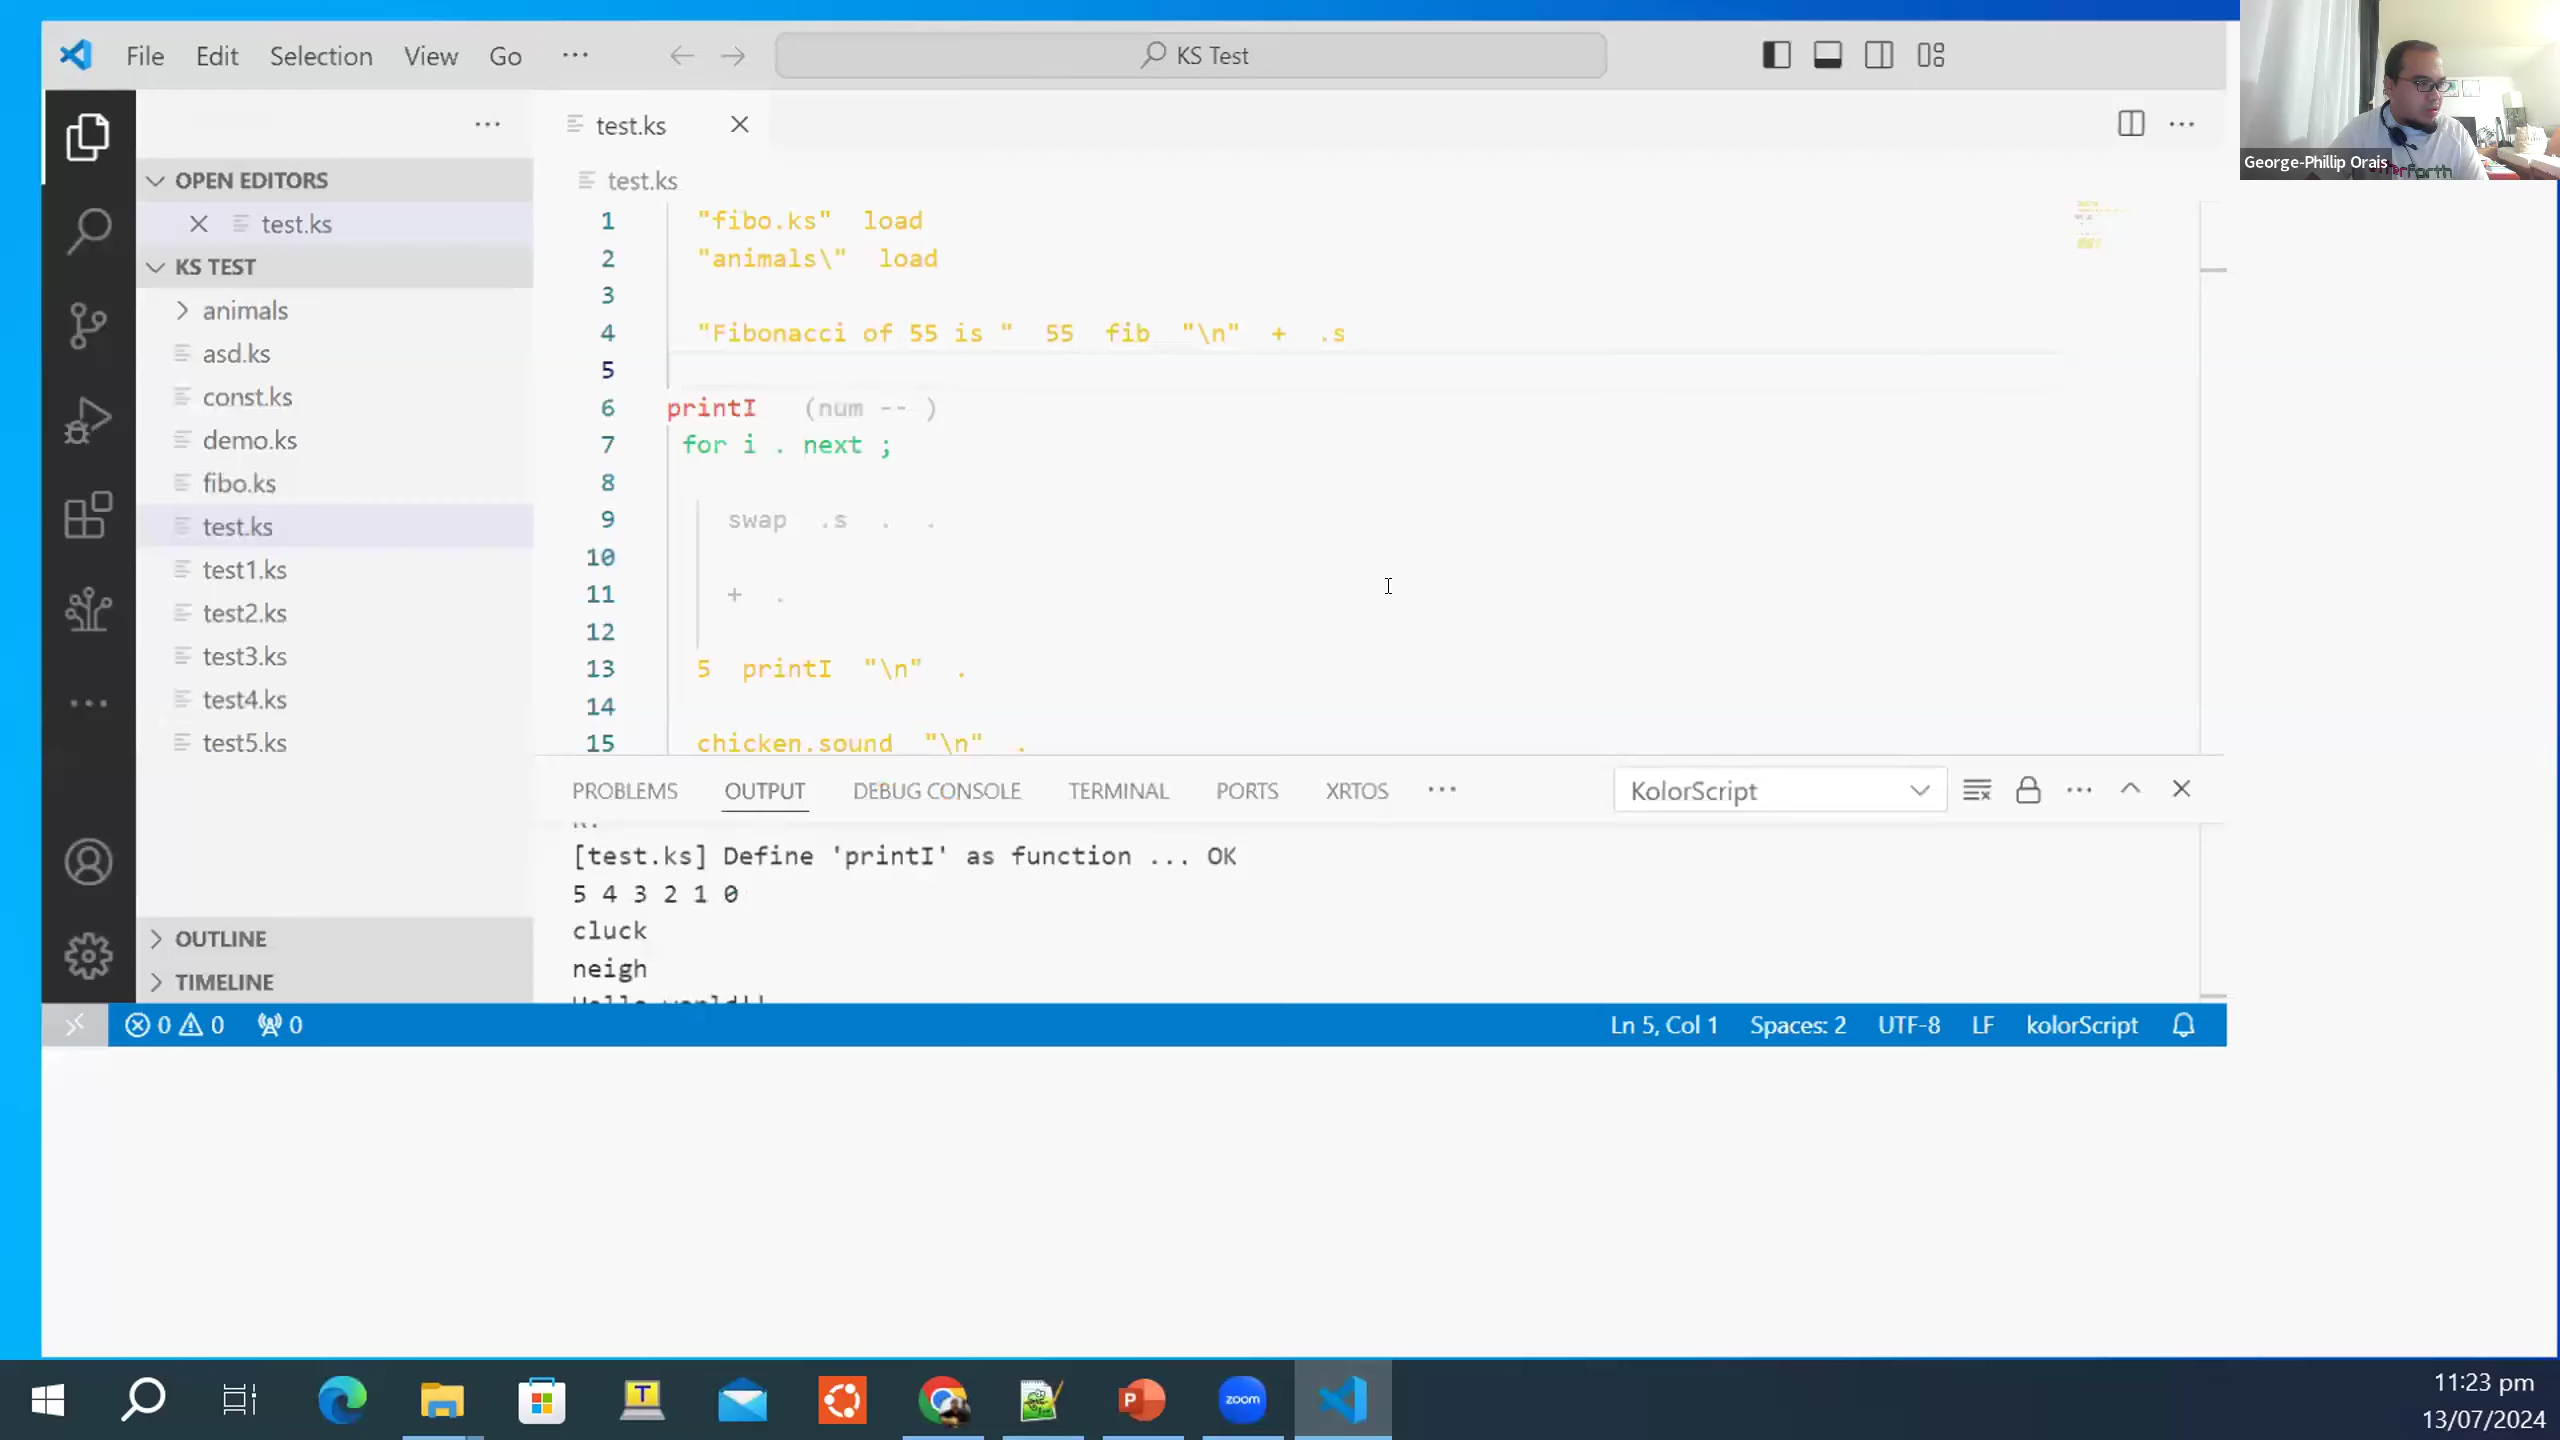 File Edit Selection View Go ···
KS Test
George-Phillip Orais
OPEN EDITORS
test.ks
KS TEST
animals
asd.ks
const.ks
demo.ks
fibo.ks
test.ks
test1.ks
test2.ks
test3.ks
test4.ks
test5.ks
OUTLINE
TIMELINE
test.ks
test.ks
1 "fibo.ks" load
2 "animals\" load
3
4 "Fibonacci of 55 is " 55 fib "\n" + .s
5
6 printI (num -- )
7 for i . next ;
8
9 swap .s . .
10
11 + .
12
13 5 printI "\n" .
14
15 chicken.sound "\n" .
PROBLEMS OUTPUT DEBUG CONSOLE TERMINAL PORTS XRTOS ···
KolorScript
[test.ks] Define 'printI' as function ... OK
5 4 3 2 1 0
cluck
neigh
0 0 0
Ln 5, Col 1 Spaces: 2 UTF-8 LF kolorScript
T
P
zoom
11:23 pm
13/07/2024